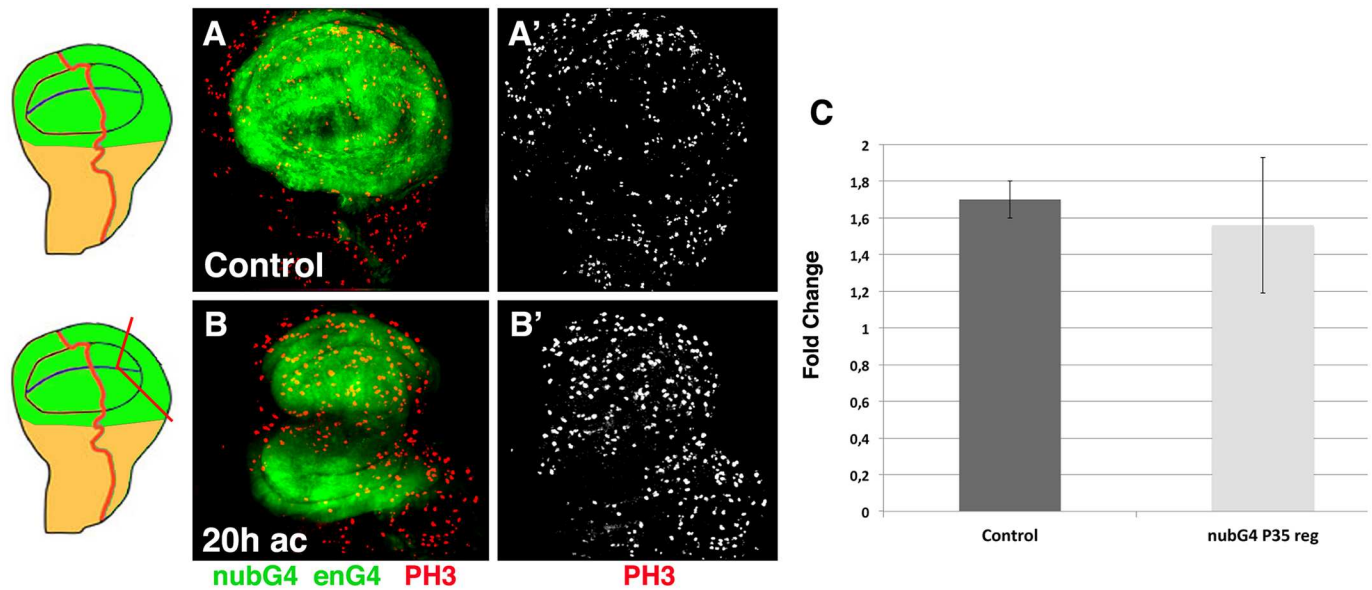 A
Control
A'
B
20h ac
B'
nubG4 enG4 PH3
PH3
C
Fold Change
2
1,8
1,6
1,4
1,2
1
0,8
0,6
0,4
0,2
0
Control
nubG4 P35 reg